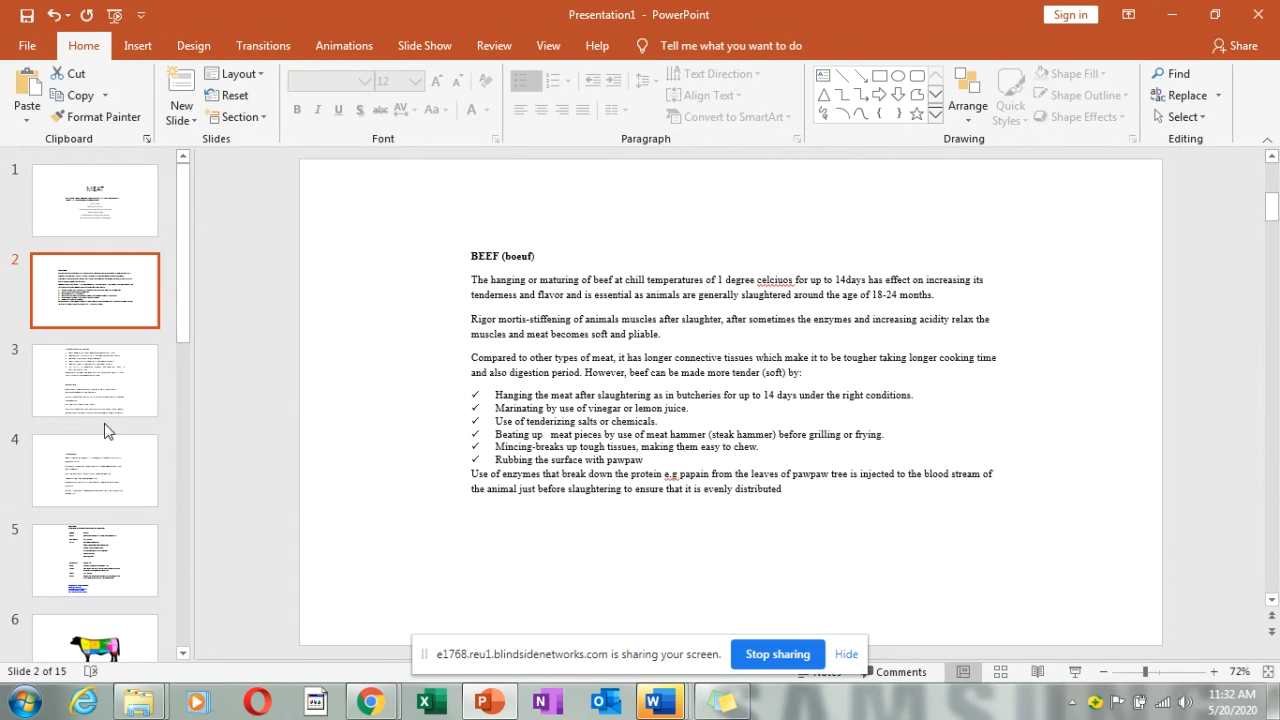 Presentation1 - PowerPoint
Sign in
File Home Insert Design Transitions Animations Slide Show Review View Help Tell me what you want to do Share
Paste
Cut
Copy
Format Painter
Clipboard
New Slide
Layout
Reset
Section
Slides
12
Font
Text Direction
Align Text
Convert to SmartArt
Paragraph
Arrange
Quick Styles
Shape Fill
Shape Outline
Shape Effects
Drawing
Find
Replace
Select
Editing
1
MEAT
2
4
5
6
BEEF (boeuf)
The hanging or maturing of beef at chill temperatures of 1 degree for up to 14days has effect on increasing its
tenderness and flavor and is essential as animals are generally slaughtered around the age of 18-24 months.
Rigor mortis-stiffening of animals muscles after slaughter, after sometimes the enzymes and increasing acidity relax the
muscles and meat becomes soft and pliable.
Compared to other types of meat, it has longer connective tissues which cause it to be tougher taking longer cooking time
and also digestion period. However, beef can be made more tender (soft) by:
✓ Hanging the meat after slaughtering as in butcheries for up to 14 days under the right conditions.
✓ Marinating by use of vinegar or lemon juice.
✓ Use of tenderizing salts or chemicals.
✓ Beating up meat pieces by use of meat hammer (steak hammer) before grilling or frying.
✓ Mincing-breaks up tough tissues, making them easy to chew.
✓ Rubbing the surface with pawpaw
Use of enzymes that break down the protein e.g papain from the leaves of pawpaw tree is injected to the blood stream of
the animal just before slaughtering to ensure that it is evenly distributed
e1768.reu1.blindsidenetworks.com is sharing your screen. Stop sharing Hide
Slide 2 of 15
Notes
Comments
72%
11:32 AM
5/20/2020